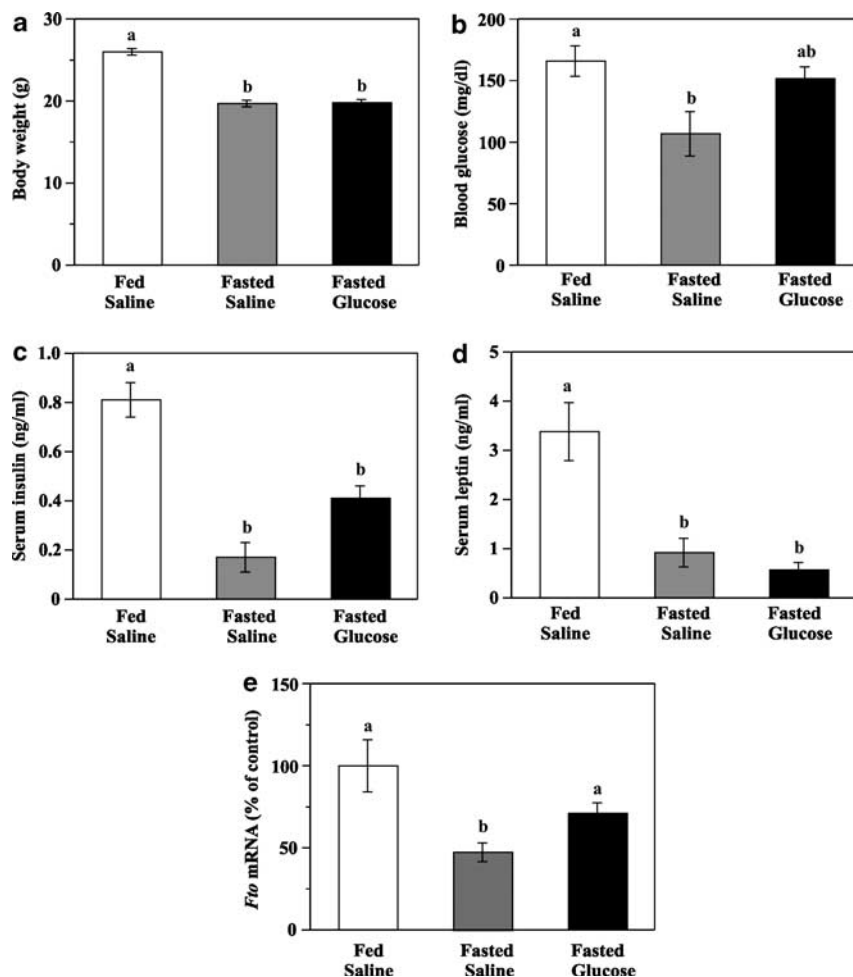 a
Body weight (g)
30
20
10
0
a
b
b
Fed Saline
Fasted Saline
Fasted Glucose
b
Blood glucose (mg/dl)
200
150
100
50
0
a
b
ab
Fed Saline
Fasted Saline
Fasted Glucose
c
Serum insulin (ng/ml)
1.0
0.8
0.6
0.4
0.2
0
a
b
b
Fed Saline
Fasted Saline
Fasted Glucose
d
Serum leptin (ng/ml)
5
4
3
2
1
0
a
b
b
Fed Saline
Fasted Saline
Fasted Glucose
e
Fto mRNA (% of control)
150
100
50
0
a
b
a
Fed Saline
Fasted Saline
Fasted Glucose